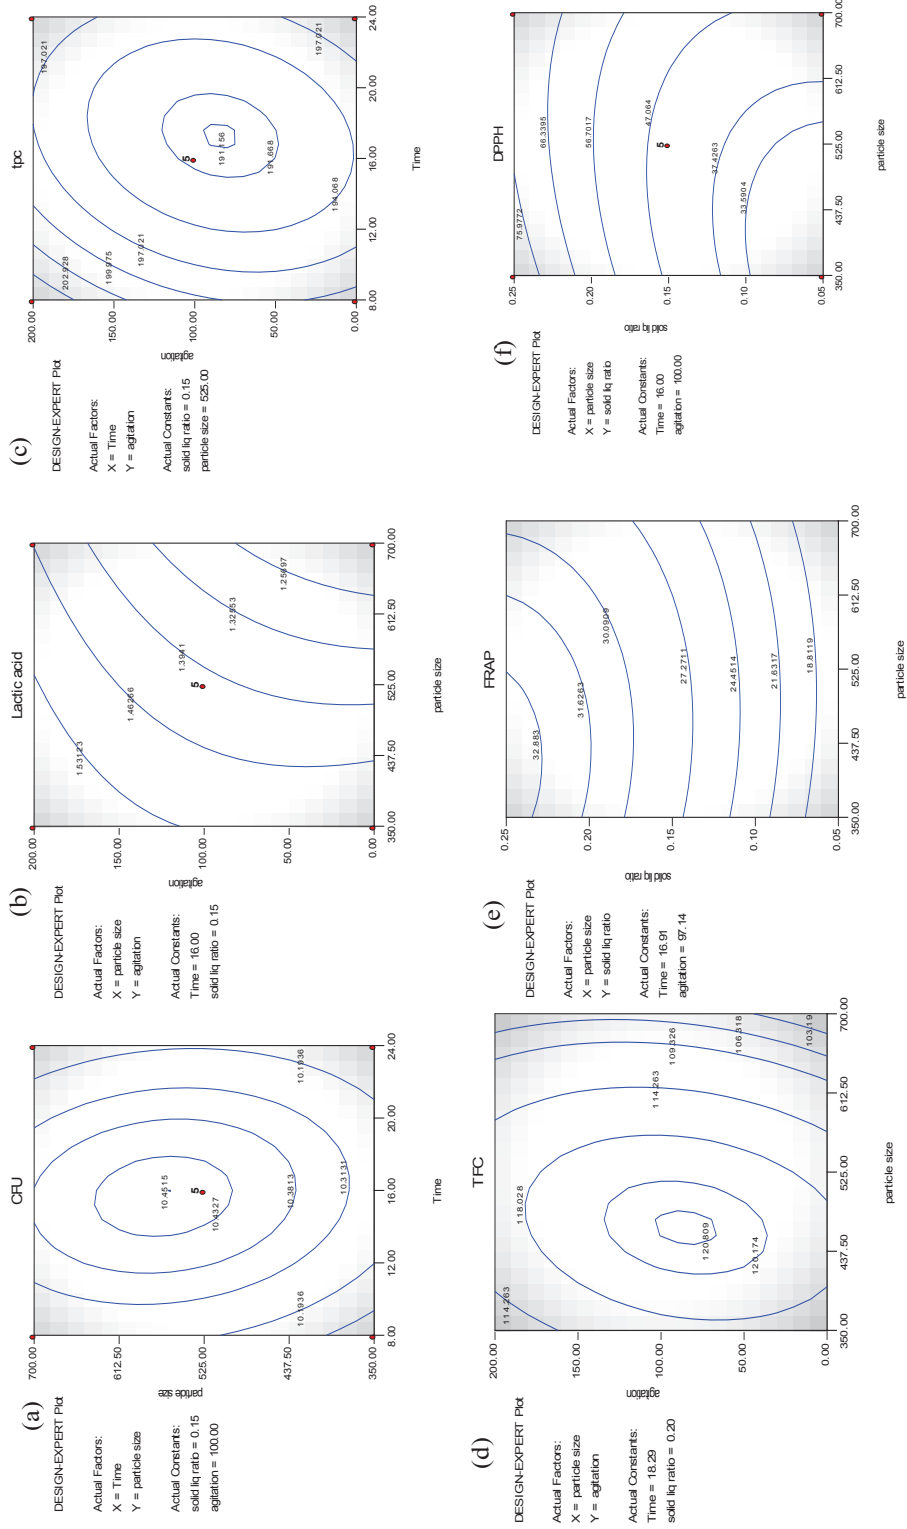 (a)
DESIGN-EXPERT Plot
Actual Factors:
X = Time
Y = particle size
Actual Constants:
solid liq ratio = 0.15
agitation = 100.00
CFU
700.00
612.50
525.00
437.50
350.00
particle size
8.00
12.00
16.00
20.00
24.00
Time
10.1936
10.4515
5
10.4327
10.3813
10.3131
10.1936
(b)
DESIGN-EXPERT Plot
Actual Factors:
X = particle size
Y = agitation
Actual Constants:
Time = 16.00
solid liq ratio = 0.15
Lactic acid
200.00
150.00
100.00
50.00
0.00
agitation
350.00
437.50
525.00
612.50
700.00
particle size
1.53123
1.46236
1.3941
5
1.32553
1.25697
(c)
DESIGN-EXPERT Plot
Actual Factors:
X = Time
Y = agitation
Actual Constants:
solid liq ratio = 0.15
particle size = 525.00
tpc
200.00
150.00
100.00
50.00
0.00
agitation
8.00
12.00
16.00
20.00
24.00
Time
202.928
199.975
197.021
197.021
5
191.156
191.668
194.068
197.021
(d)
DESIGN-EXPERT Plot
Actual Factors:
X = particle size
Y = agitation
Actual Constants:
Time = 18.29
solid liq ratio = 0.20
TFC
200.00
150.00
100.00
50.00
0.00
agitation
350.00
437.50
525.00
612.50
700.00
particle size
114.263
118.028
120.809
120.174
114.263
109.326
106.318
103.19
(e)
DESIGN-EXPERT Plot
Actual Factors:
X = particle size
Y = solid liq ratio
Actual Constants:
Time = 16.91
agitation = 97.14
FRAP
0.25
0.20
0.15
0.10
0.05
solid liq ratio
350.00
437.50
525.00
612.50
700.00
particle size
32.883
31.6263
30.0909
27.2711
24.4514
21.6317
18.8119
(f)
DESIGN-EXPERT Plot
Actual Factors:
X = particle size
Y = solid liq ratio
Actual Constants:
Time = 16.00
agitation = 100.00
DPPH
0.25
0.20
0.15
0.10
0.05
solid liq ratio
350.00
437.50
525.00
612.50
700.00
particle size
75.9772
66.3395
56.7017
47.064
5
37.4263
33.5904